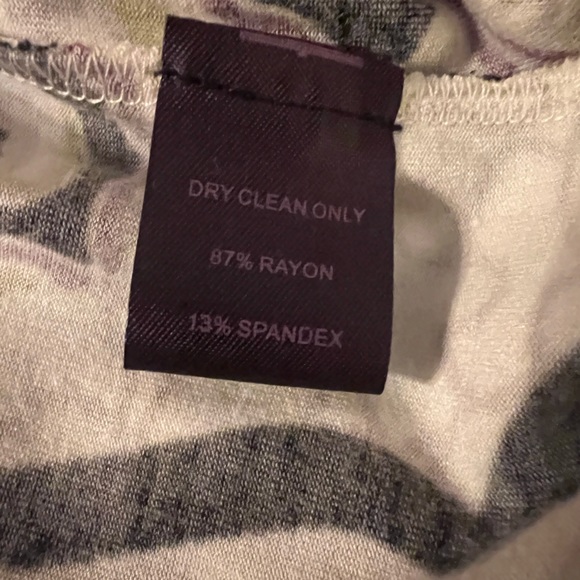 DRY CLEAN ONLY
87% RAYON
13% SPANDEX